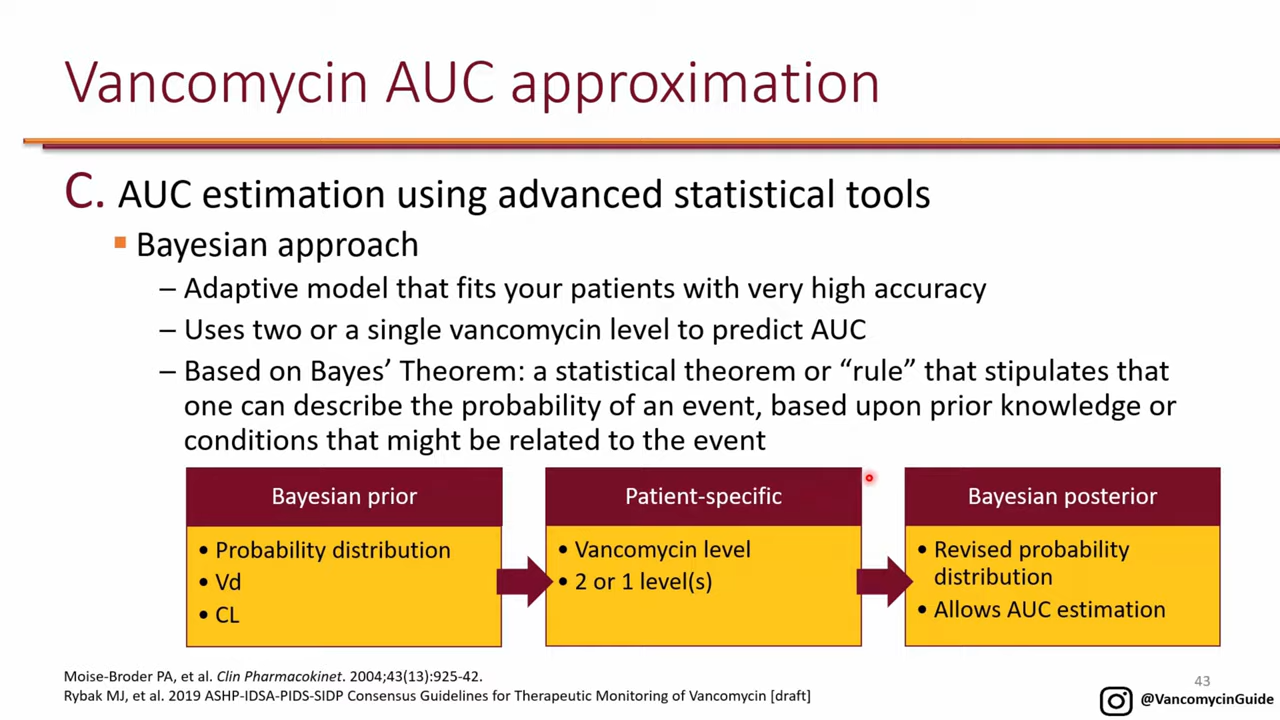 Vancomycin AUC approximation
C. AUC estimation using advanced statistical tools
Bayesian approach
– Adaptive model that fits your patients with very high accuracy
– Uses two or a single vancomycin level to predict AUC
– Based on Bayes’ Theorem: a statistical theorem or “rule” that stipulates that
one can describe the probability of an event, based upon prior knowledge or
conditions that might be related to the event
Bayesian prior
• Probability distribution
• Vd
• CL
Patient-specific
• Vancomycin level
• 2 or 1 level(s)
Bayesian posterior
• Revised probability
distribution
• Allows AUC estimation
Moise-Broder PA, et al. Clin Pharmacokinet. 2004;43(13):925-42.
Rybak MJ, et al. 2019 ASHP-IDSA-PIDS-SIDP Consensus Guidelines for Therapeutic Monitoring of Vancomycin [draft]
43
@VancomycinGuide